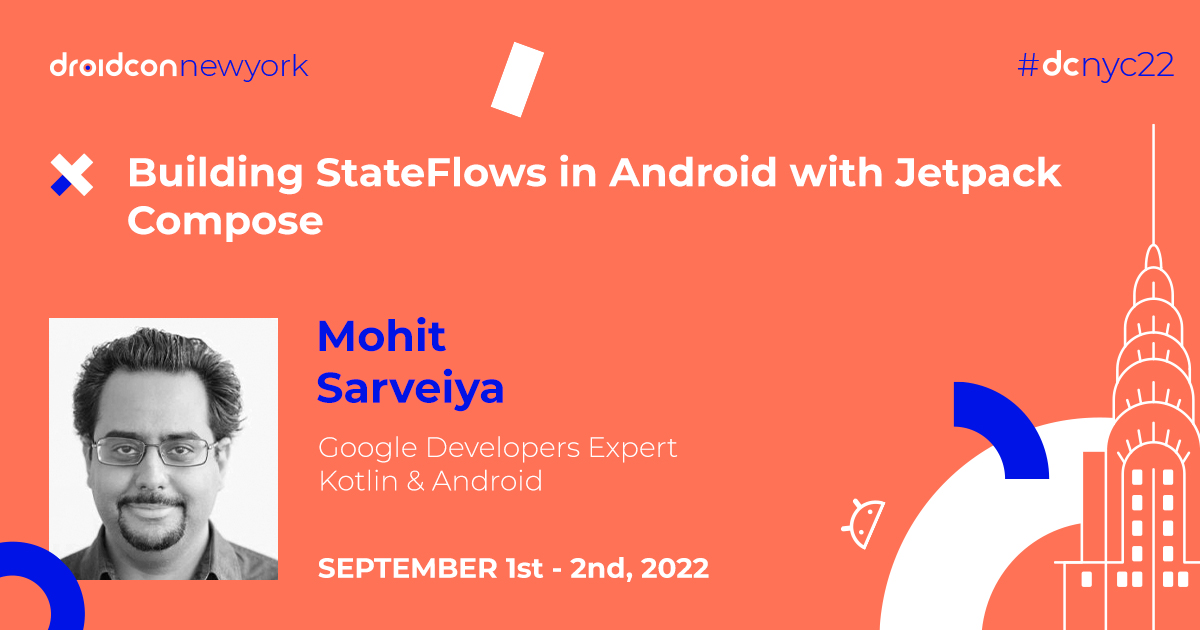 droidconnewyork
#dcnyc22
Building StateFlows in Android with Jetpack
Compose
Mohit
Sarveiya
Google Developers Expert
Kotlin & Android
SEPTEMBER 1st - 2nd, 2022